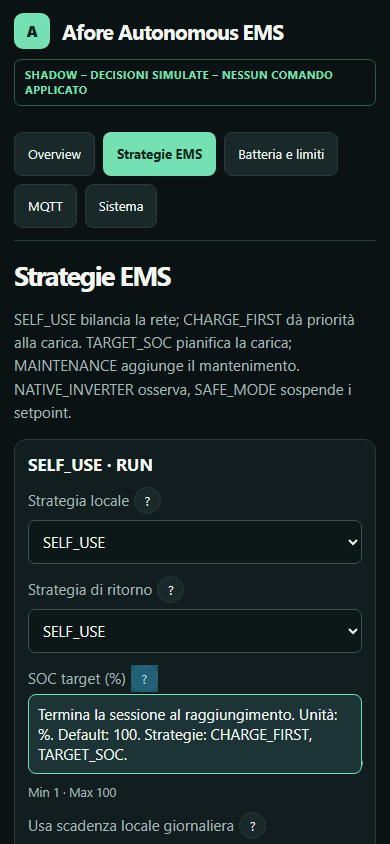 A Afore Autonomous EMS
SHADOW – DECISIONI SIMULATE – NESSUN COMANDO
APPLICATO
Overview Strategie EMS Batteria e limiti
MQTT Sistema
Strategie EMS
SELF_USE bilancia la rete; CHARGE_FIRST dà priorità
alla carica. TARGET_SOC pianifica la carica;
MAINTENANCE aggiunge il mantenimento.
NATIVE_INVERTER osserva, SAFE_MODE sospende i
setpoint.
SELF_USE · RUN
Strategia locale ?
SELF_USE
Strategia di ritorno ?
SELF_USE
SOC target (%) ?
Termina la sessione al raggiungimento. Unità:
%. Default: 100. Strategie: CHARGE_FIRST,
TARGET_SOC.
Min 1 · Max 100
Usa scadenza locale giornaliera ?